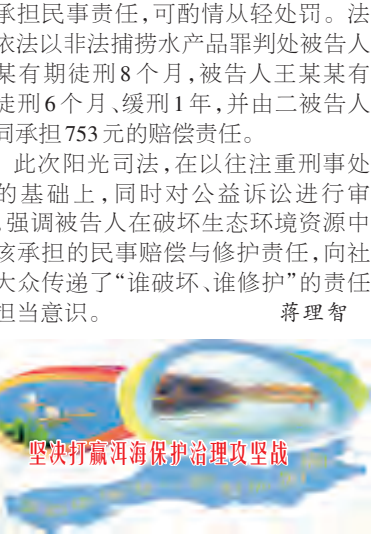 承担民事责任，可酌情从轻处罚。法
依法以非法捕捞水产品罪判处被告人
某有期徒刑8个月，被告人王某某有
徒刑6个月、缓刑1年，并由二被告人
同承担753元的赔偿责任。
此次阳光司法，在以往注重刑事处
的基础上，同时对公益诉讼进行审
，强调被告人在破坏生态环境资源中
该承担的民事赔偿与修护责任，向社
大众传递了“谁破坏、谁修护”的责任
担当意识。 蒋理智
坚决打赢洱海保护治理攻坚战